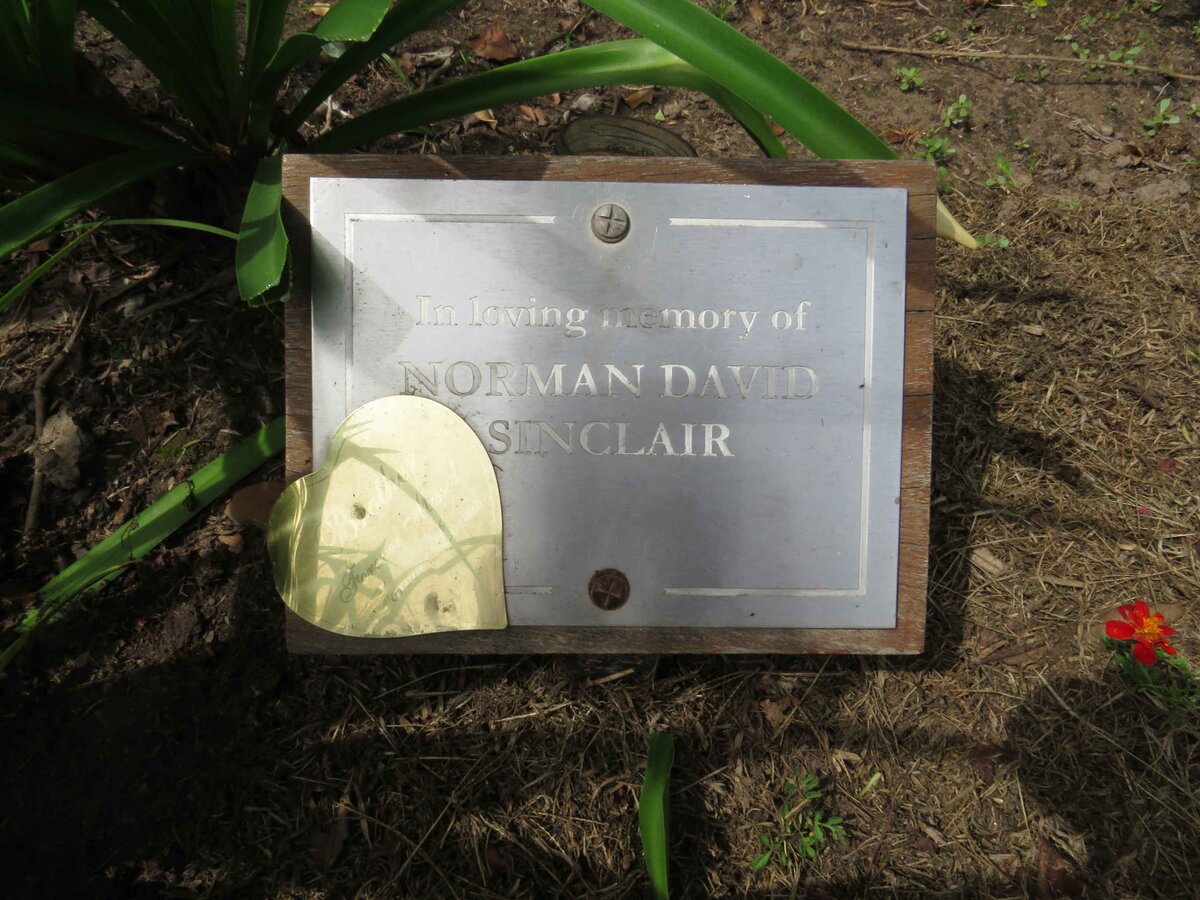 In loving memory of
NORMAN DAVID
SINCLAIR